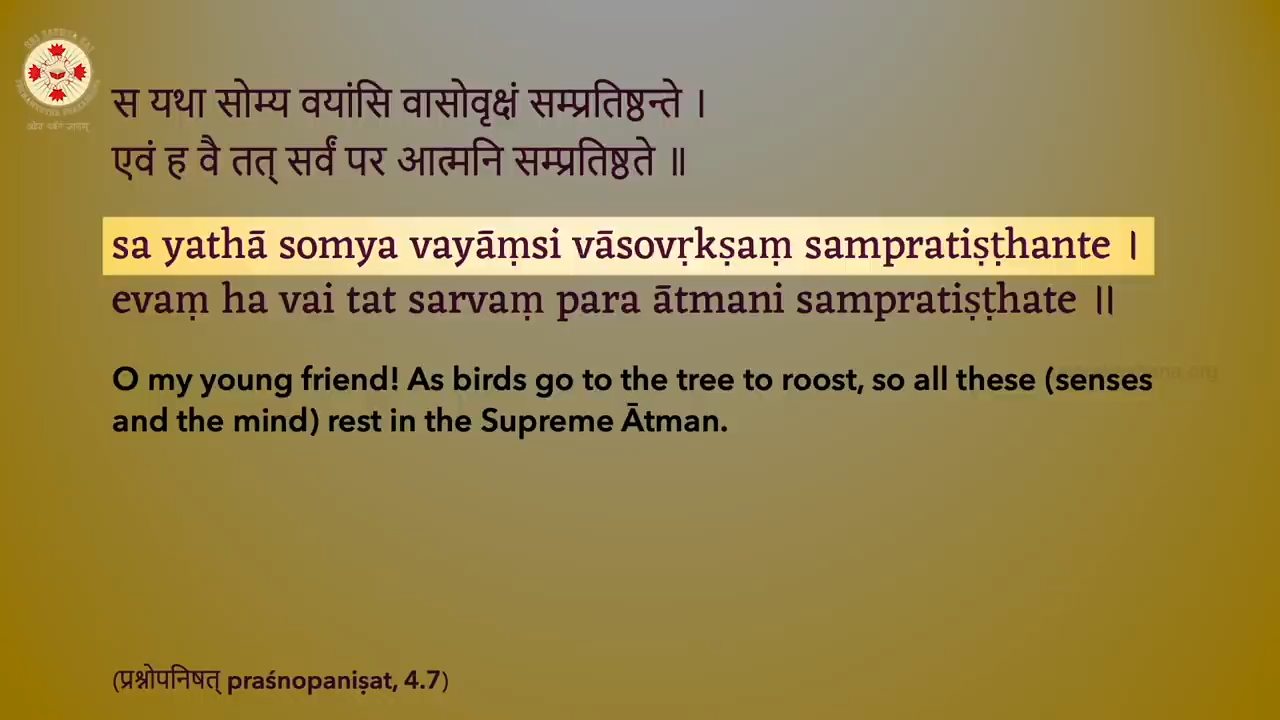 स यथा सोम्य वयांसि वासोवृक्षं सम्प्रतिष्ठन्ते ।
एवं ह वै तत् सर्वं पर आत्मनि सम्प्रतिष्ठते ॥
sa yathā somya vayāṃsi vāsovṛkṣaṃ sampratiṣṭhante ।
evaṃ ha vai tat sarvaṃ para ātmani sampratiṣṭhate ॥
O my young friend! As birds go to the tree to roost, so all these (senses
and the mind) rest in the Supreme Ātman.
(प्रश्नोपनिषत् praśnopaniṣat, 4.7)